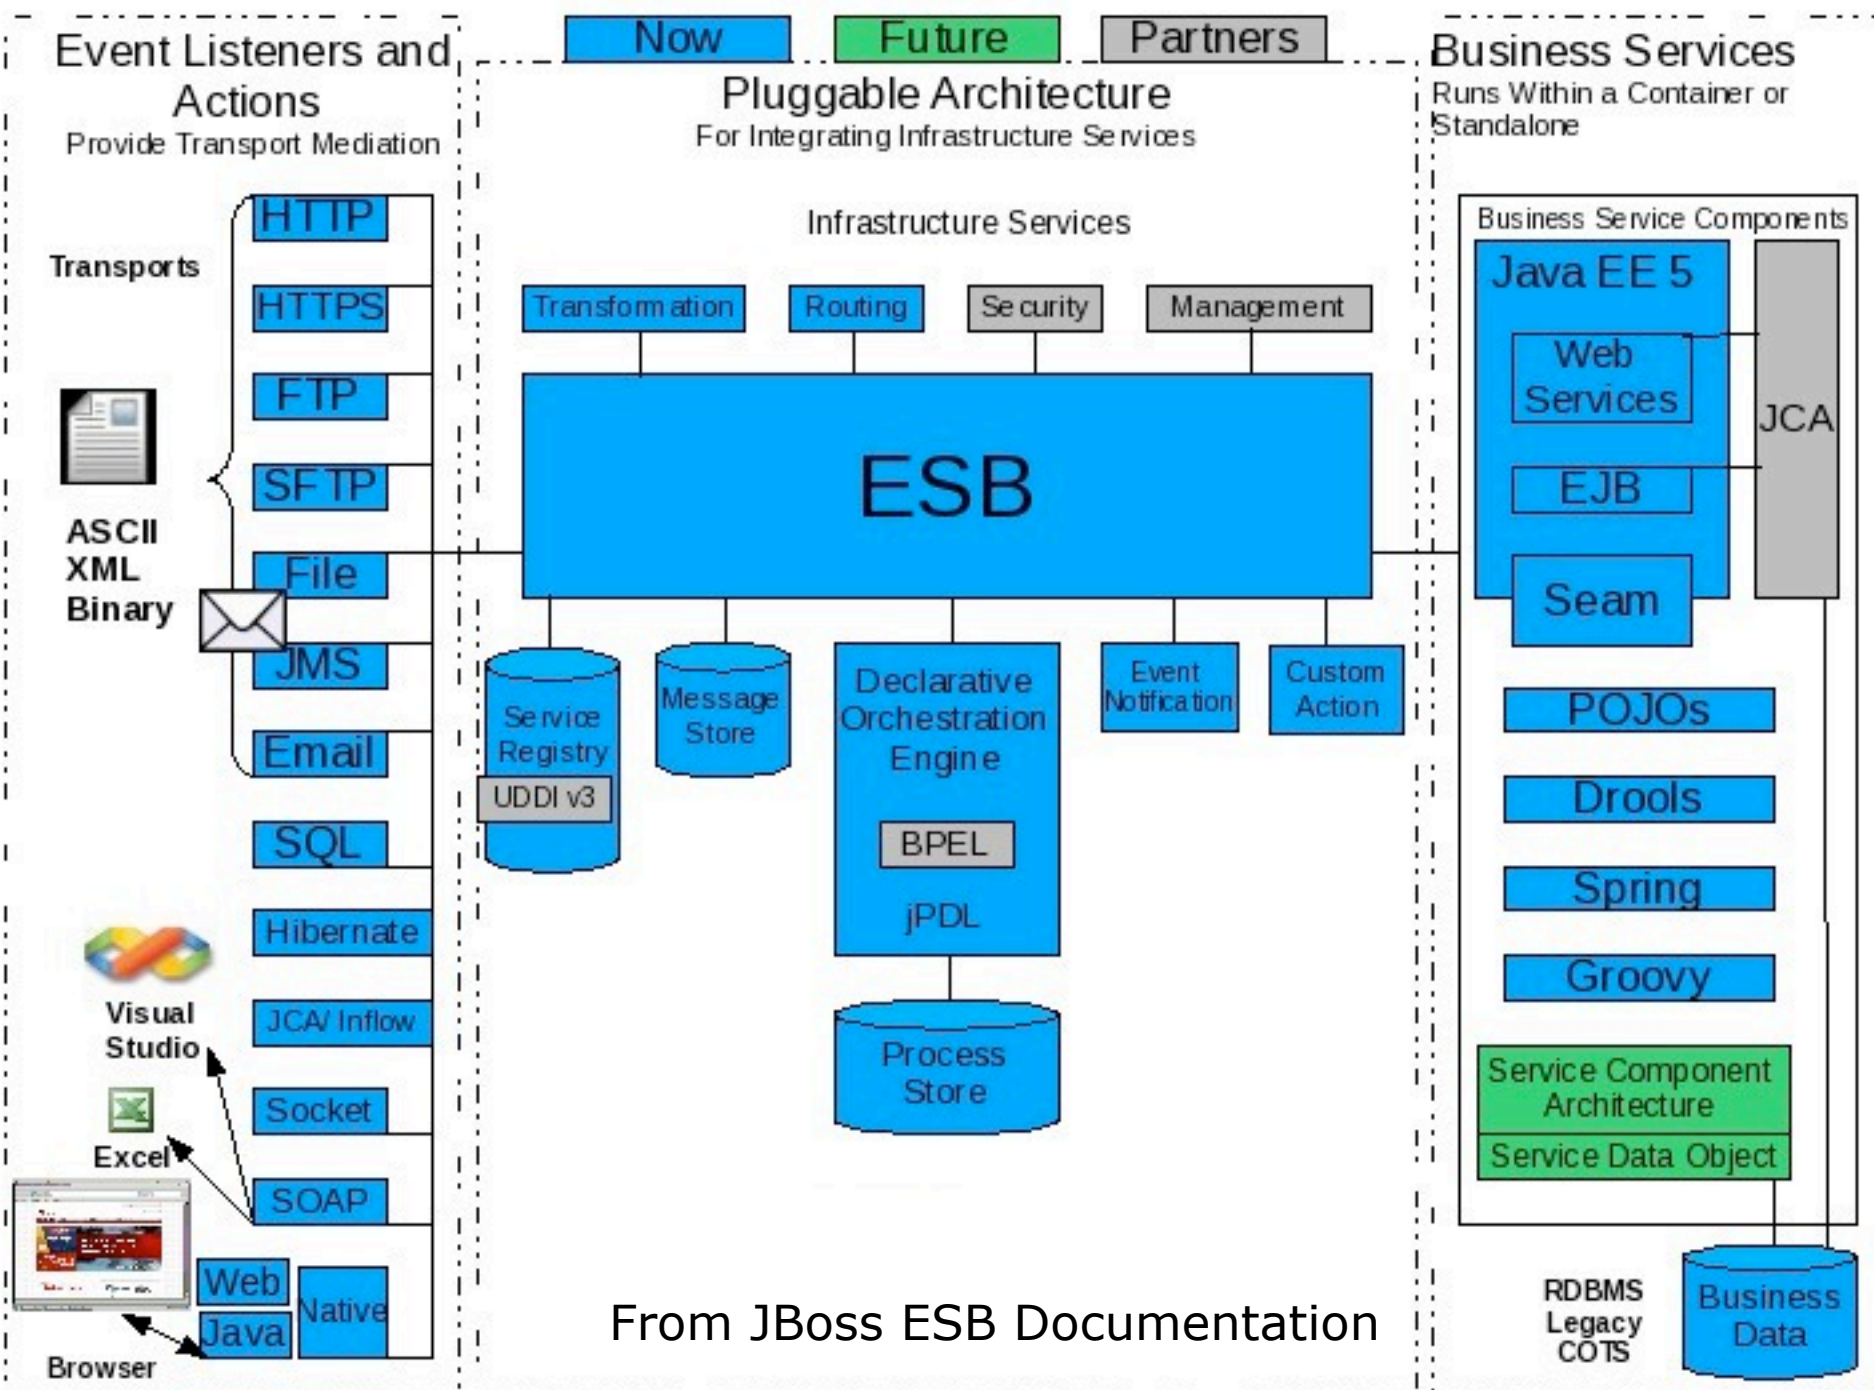 Now
Future
Partners
Event Listeners and
Actions
Provide Transport Mediation
Transports
HTTP
HTTPS
FTP
SFTP
File
JMS
Email
ASCII
XML
Binary
SQL
Hibernate
JCA/ Inflow
Socket
SOAP
Visual
Studio
Excel
Web
Java
Native
Browser
Pluggable Architecture
For Integrating Infrastructure Services
Infrastructure Services
Transformation
Routing
Security
Management
ESB
Service
Registry
UDDI v3
Message
Store
Declarative
Orchestration
Engine
BPEL
jPDL
Process
Store
Event
Notification
Custom
Action
From JBoss ESB Documentation
Business Services
Runs Within a Container or
Standalone
Business Service Components
Java EE 5
Web
Services
EJB
Seam
JCA
POJOs
Drools
Spring
Groovy
Service Component
Architecture
Service Data Object
RDBMS
Legacy
COTS
Business
Data